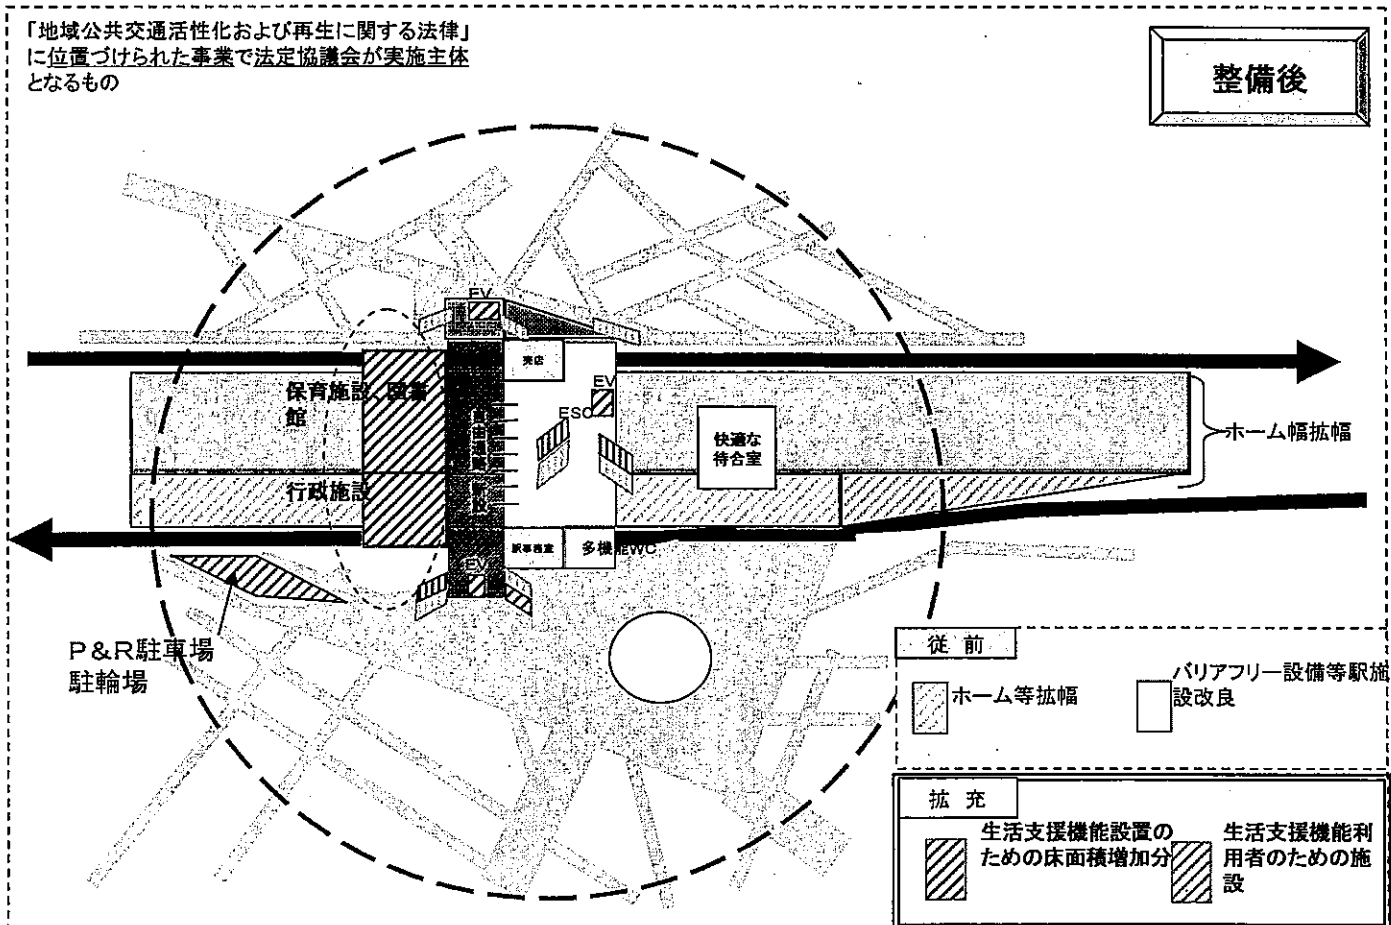 「地域公共交通活性化および再生に関する法律」
に位置づけられた事業で法定協議会が実施主体
となるもの
整備後
EV
売店
保育施設、図書
館
EV
ESC
自由通路
新設
快適な
待合室
ホーム幅拡幅
行政施設
駅事務室
多機能WC
EV
P&R駐車場
駐輪場
従前
ホーム等拡幅
バリアフリー設備等駅施
設改良
拡充
生活支援機能設置の
ための床面積増加分
生活支援機能利
用者のための施
設